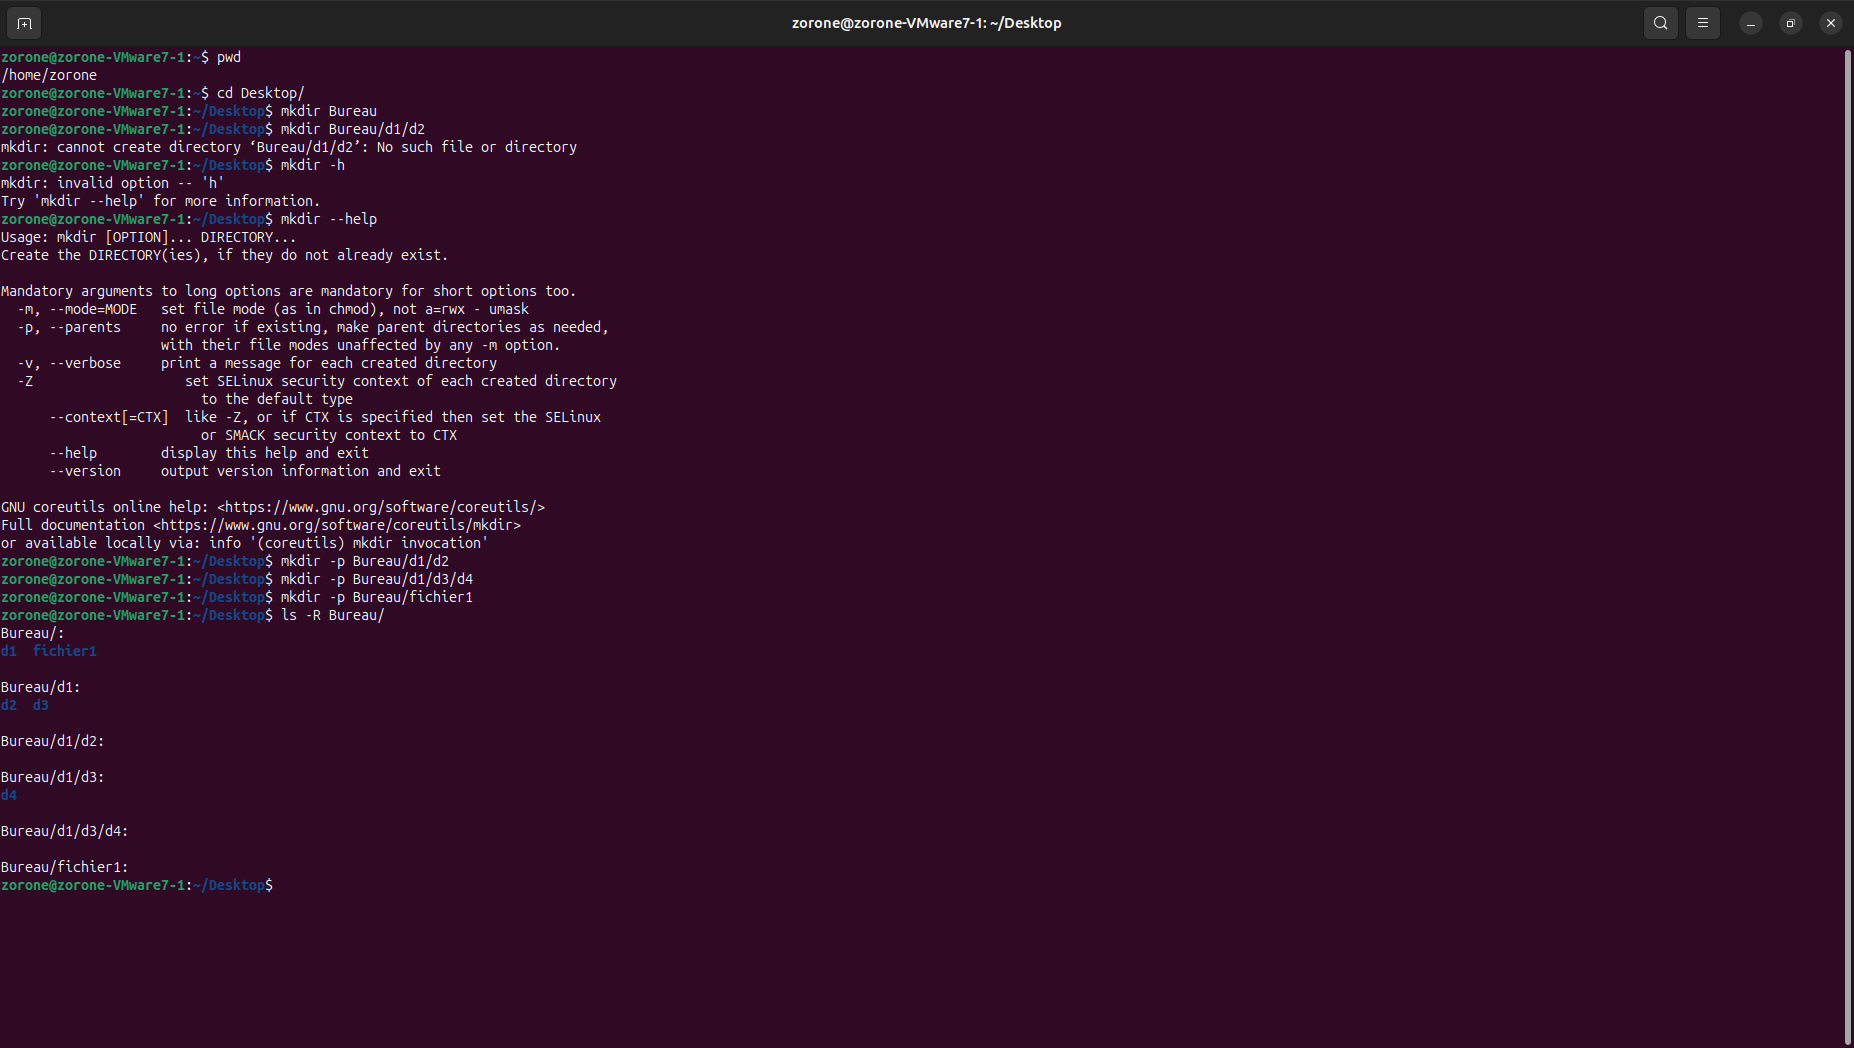 zorone@zorone-VMware7-1: ~/Desktop
zorone@zorone-VMware7-1:~$ pwd
/home/zorone
zorone@zorone-VMware7-1:~$ cd Desktop/
zorone@zorone-VMware7-1:~/Desktop$ mkdir Bureau
zorone@zorone-VMware7-1:~/Desktop$ mkdir Bureau/d1/d2
mkdir: cannot create directory ‘Bureau/d1/d2’: No such file or directory
zorone@zorone-VMware7-1:~/Desktop$ mkdir -h
mkdir: invalid option -- 'h'
Try 'mkdir --help' for more information.
zorone@zorone-VMware7-1:~/Desktop$ mkdir --help
Usage: mkdir [OPTION]... DIRECTORY...
Create the DIRECTORY(ies), if they do not already exist.

Mandatory arguments to long options are mandatory for short options too.
  -m, --mode=MODE   set file mode (as in chmod), not a=rwx - umask
  -p, --parents     no error if existing, make parent directories as needed,
                    with their file modes unaffected by any -m option.
  -v, --verbose     print a message for each created directory
  -Z                   set SELinux security context of each created directory
                         to the default type
      --context[=CTX]  like -Z, or if CTX is specified then set the SELinux
                         or SMACK security context to CTX
      --help        display this help and exit
      --version     output version information and exit

GNU coreutils online help: <https://www.gnu.org/software/coreutils/>
Full documentation <https://www.gnu.org/software/coreutils/mkdir>
or available locally via: info '(coreutils) mkdir invocation'
zorone@zorone-VMware7-1:~/Desktop$ mkdir -p Bureau/d1/d2
zorone@zorone-VMware7-1:~/Desktop$ mkdir -p Bureau/d1/d3/d4
zorone@zorone-VMware7-1:~/Desktop$ mkdir -p Bureau/fichier1
zorone@zorone-VMware7-1:~/Desktop$ ls -R Bureau/
Bureau/:
d1  fichier1

Bureau/d1:
d2  d3

Bureau/d1/d2:

Bureau/d1/d3:
d4

Bureau/d1/d3/d4:

Bureau/fichier1:
zorone@zorone-VMware7-1:~/Desktop$